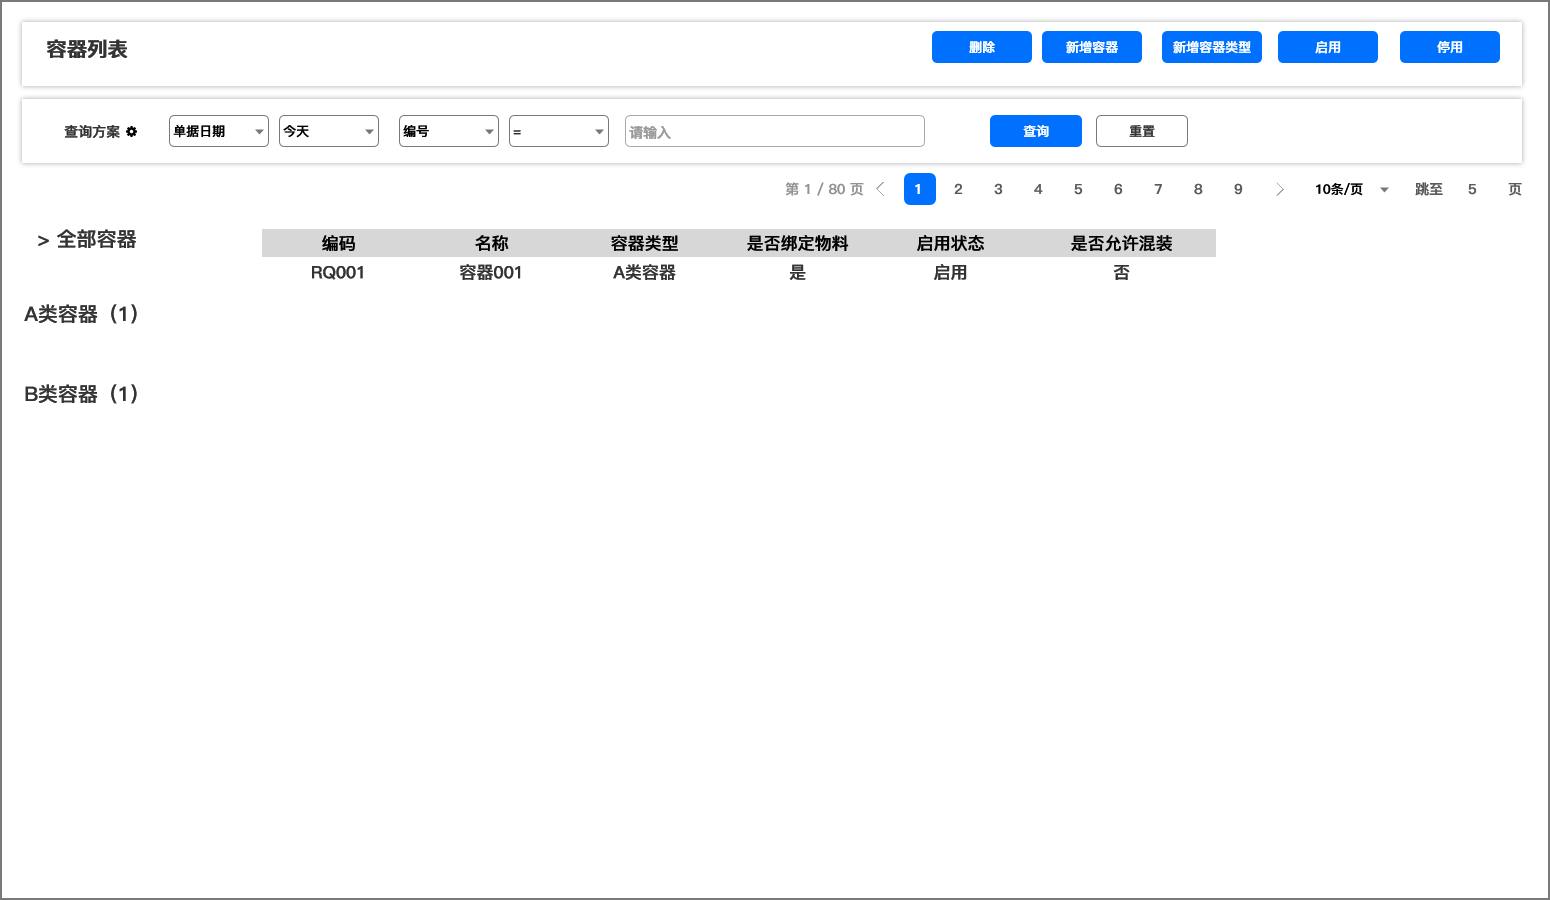 容器列表 删除 新增容器 新增容器类型 启用 停用
查询方案 单据日期 今天 编号 = 请输入 查询 重置
第 1 / 80 页 1 2 3 4 5 6 7 8 9 10条/页 跳至 5 页
> 全部容器
编码 名称 容器类型 是否绑定物料 启用状态 是否允许混装
RQ001 容器001 A类容器 是 启用 否
A类容器（1）
B类容器（1）